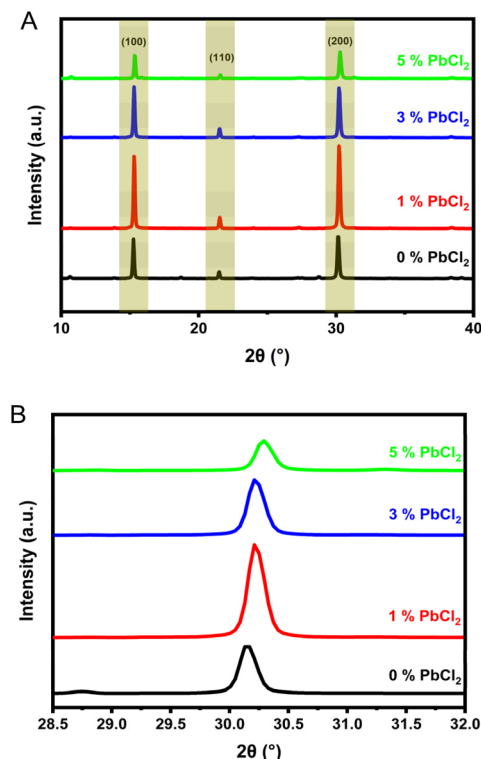 A
(100)
(110)
(200)
5 % PbCl₂
3 % PbCl₂
1 % PbCl₂
0 % PbCl₂
Intensity (a.u.)
10 20 30 40
2θ (°)
B
5 % PbCl₂
3 % PbCl₂
1 % PbCl₂
0 % PbCl₂
Intensity (a.u.)
28.5 29.0 29.5 30.0 30.5 31.0 31.5 32.0
2θ (°)